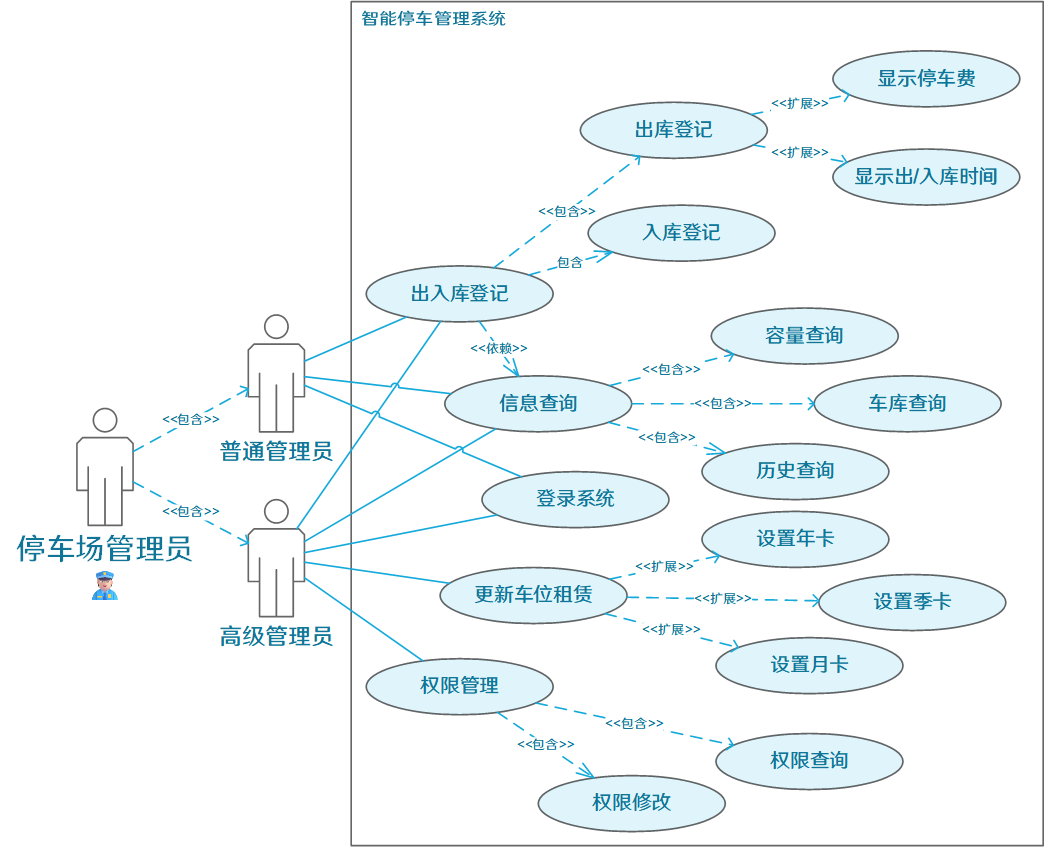 智能停车管理系统
显示停车费
<<扩展>>
出库登记
<<扩展>>
显示出/入库时间
<<包含>>
入库登记
包含
出入库登记
容量查询
<<依赖>>
<<包含>>
信息查询
<<包含>>
车库查询
<<包含>>
普通管理员
<<包含>>
历史查询
登录系统
<<包含>>
停车场管理员
设置年卡
<<扩展>>
更新车位租赁
<<扩展>>
设置季卡
高级管理员
<<扩展>>
设置月卡
权限管理
<<包含>>
<<包含>>
权限查询
权限修改